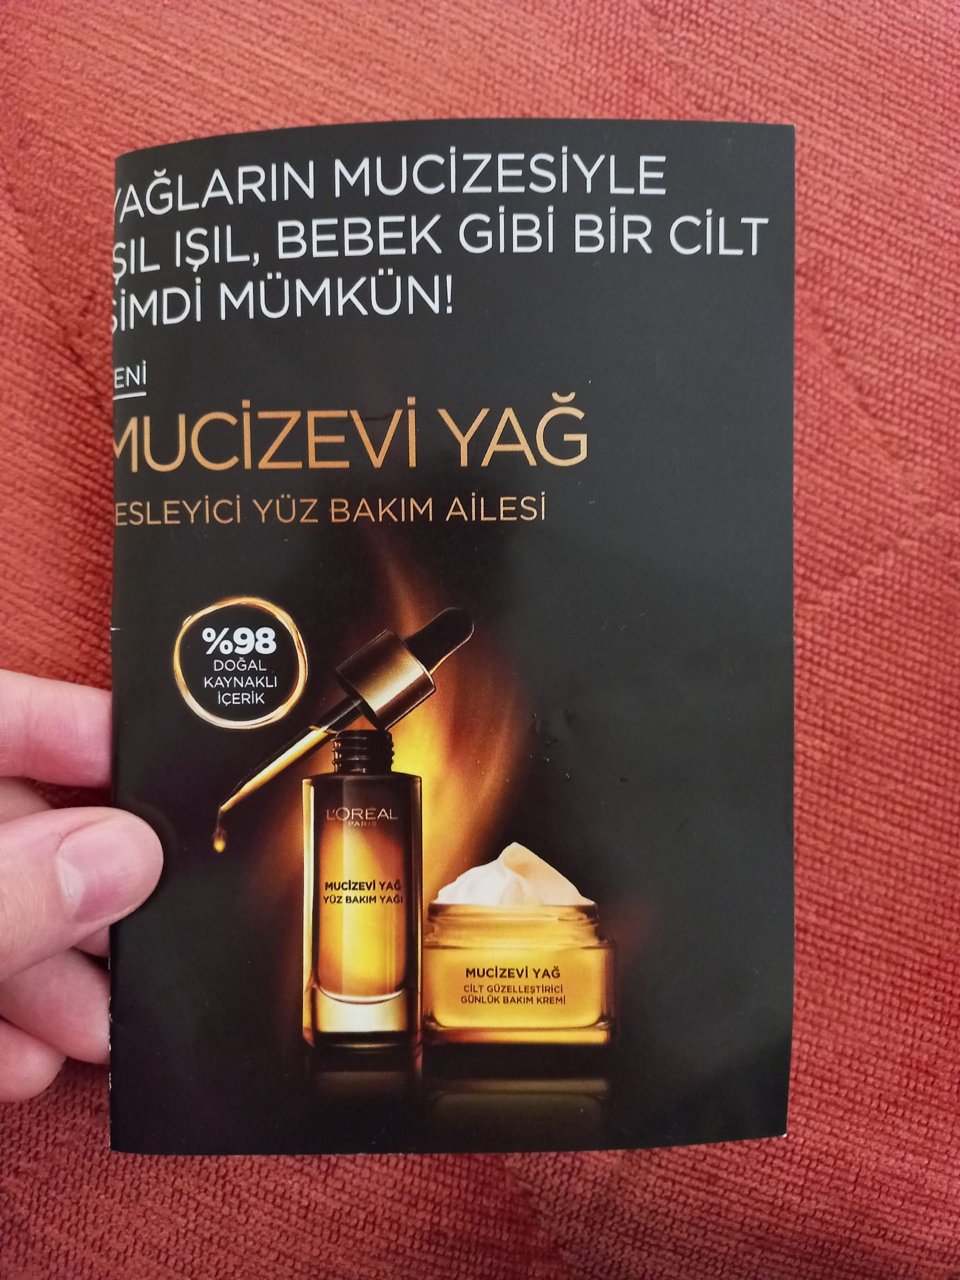 YAĞLARIN MUCİZESİYLE
ŞIL IŞIL, BEBEK GİBİ BİR CİLT
ŞİMDİ MÜMKÜN!
ENİ
MUCİZEVİ YAĞ
ESLEYİCİ YÜZ BAKIM AİLESİ
%98
DOĞAL
KAYNAKLI
İÇERİK
L'ORÉAL
PARIS
MUCİZEVİ YAĞ
YÜZ BAKIM YAĞI
MUCİZEVİ YAĞ
CİLT GÜZELLEŞTİRİCİ
GÜNLÜK BAKIM KREMİ